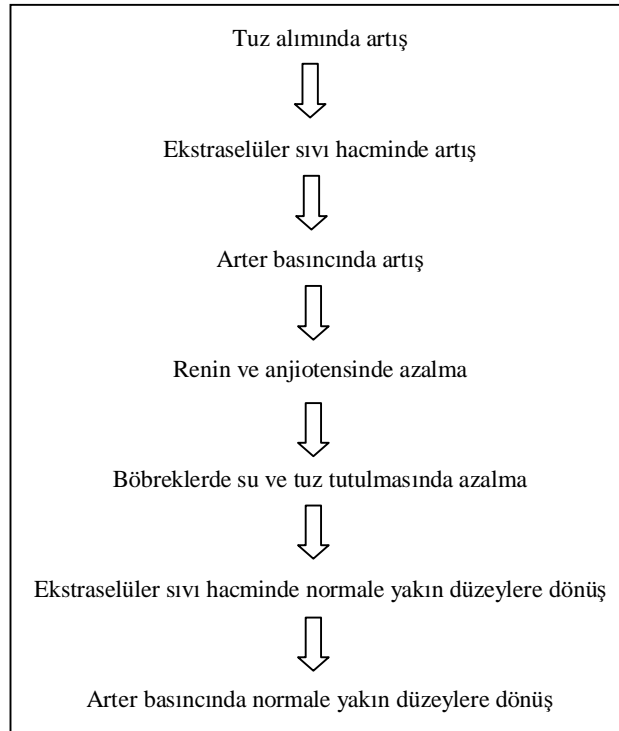 Tuz alımında artış
Ekstraselüler sıvı hacminde artış
Arter basıncında artış
Renin ve anjiotensinde azalma
Böbreklerde su ve tuz tutulmasında azalma
Ekstraselüler sıvı hacminde normale yakın düzeylere dönüş
Arter basıncında normale yakın düzeylere dönüş